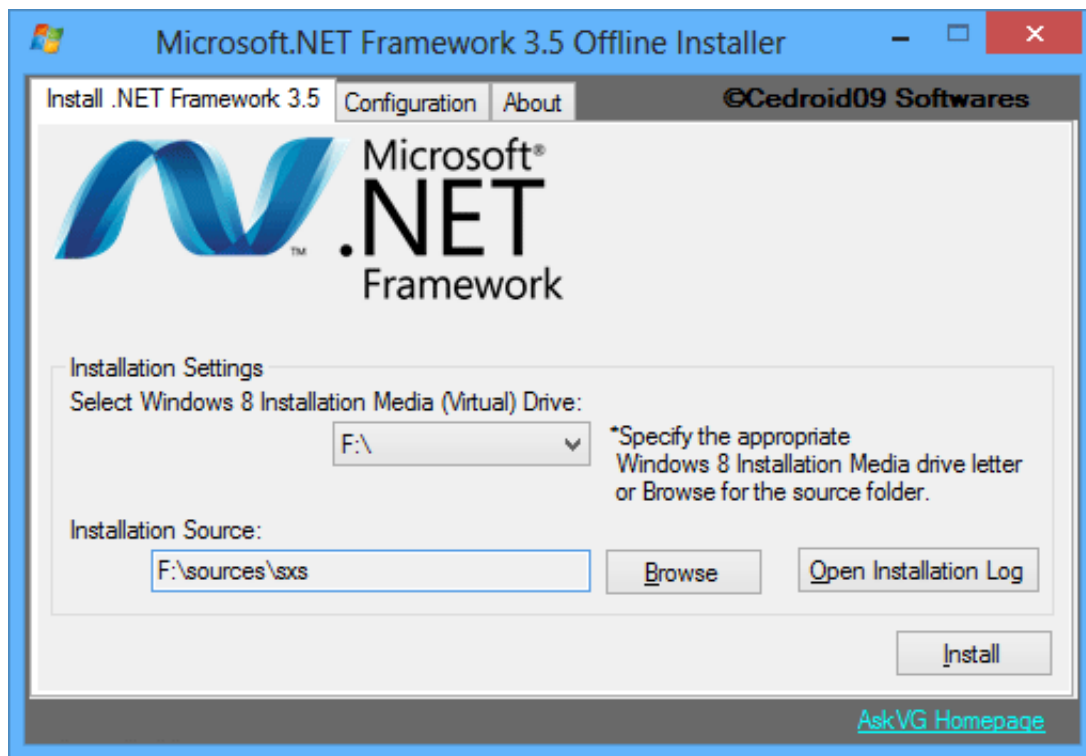 Microsoft.NET Framework 3.5 Offline Installer
Install .NET Framework 3.5 Configuration About ©Cedroid09 Softwares
Microsoft®
.NET
Framework
TM
Installation Settings
Select Windows 8 Installation Media (Virtual) Drive:
F:\
*Specify the appropriate
Windows 8 Installation Media drive letter
or Browse for the source folder.
Installation Source:
F:\sources\sxs
Browse
Open Installation Log
Install
AskVG Homepage